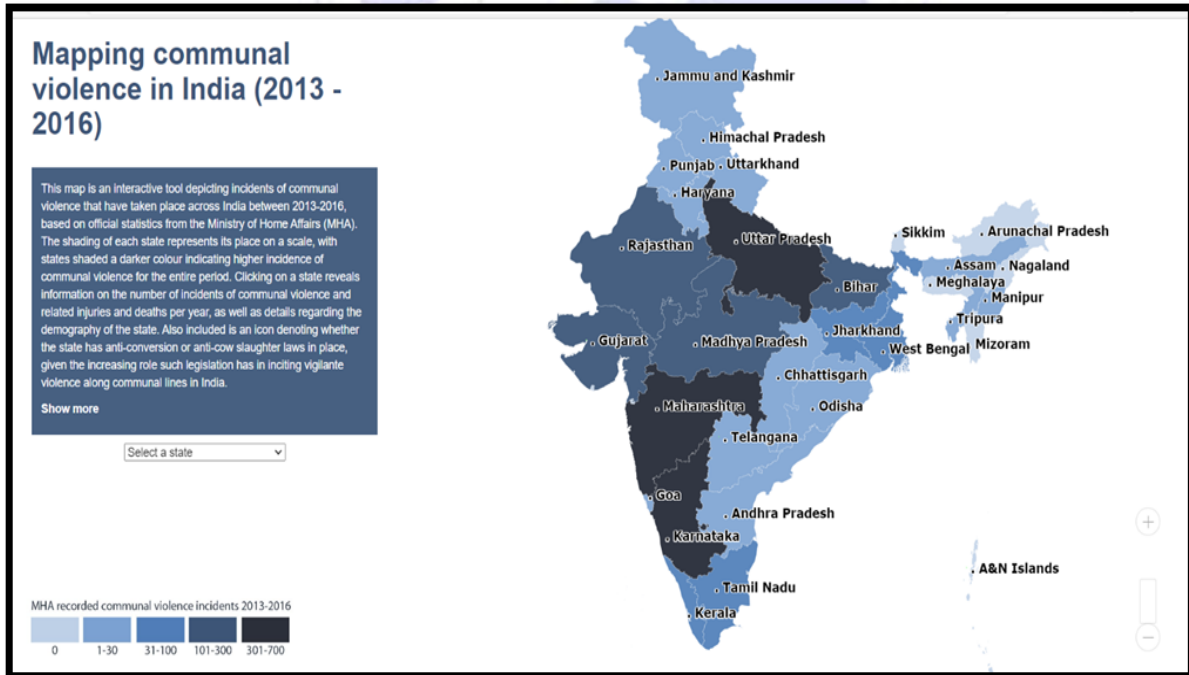 Mapping communal
violence in India (2013 -
2016)
This map is an interactive tool depicting incidents of communal
violence that have taken place across India between 2013-2016,
based on official statistics from the Ministry of Home Affairs (MHA).
The shading of each state represents its place on a scale, with
states shaded a darker colour indicating higher incidence of
communal violence for the entire period. Clicking on a state reveals
information on the number of incidents of communal violence and
related injuries and deaths per year, as well as details regarding the
demography of the state. Also included is an icon denoting whether
the state has anti-conversion or anti-cow slaughter laws in place,
given the increasing role such legislation has in inciting vigilante
violence along communal lines in India.
Show more
Select a state
MHA recorded communal violence incidents 2013-2016
0 1-30 31-100 101-300 301-700
Jammu and Kashmir
Himachal Pradesh
Punjab Uttarkhand
Haryana
Rajasthan Uttar Pradesh Sikkim Arunachal Pradesh
Assam Nagaland
Bihar Meghalaya
Manipur
Tripura
Gujarat Madhya Pradesh Jharkhand
West Bengal Mizoram
Chhattisgarh
Maharashtra Odisha
Telangana
Goa
Andhra Pradesh
Karnataka
A&N Islands
Tamil Nadu
Kerala
+
−